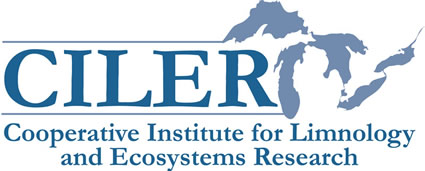 CILER
Cooperative Institute for Limnology
and Ecosystems Research